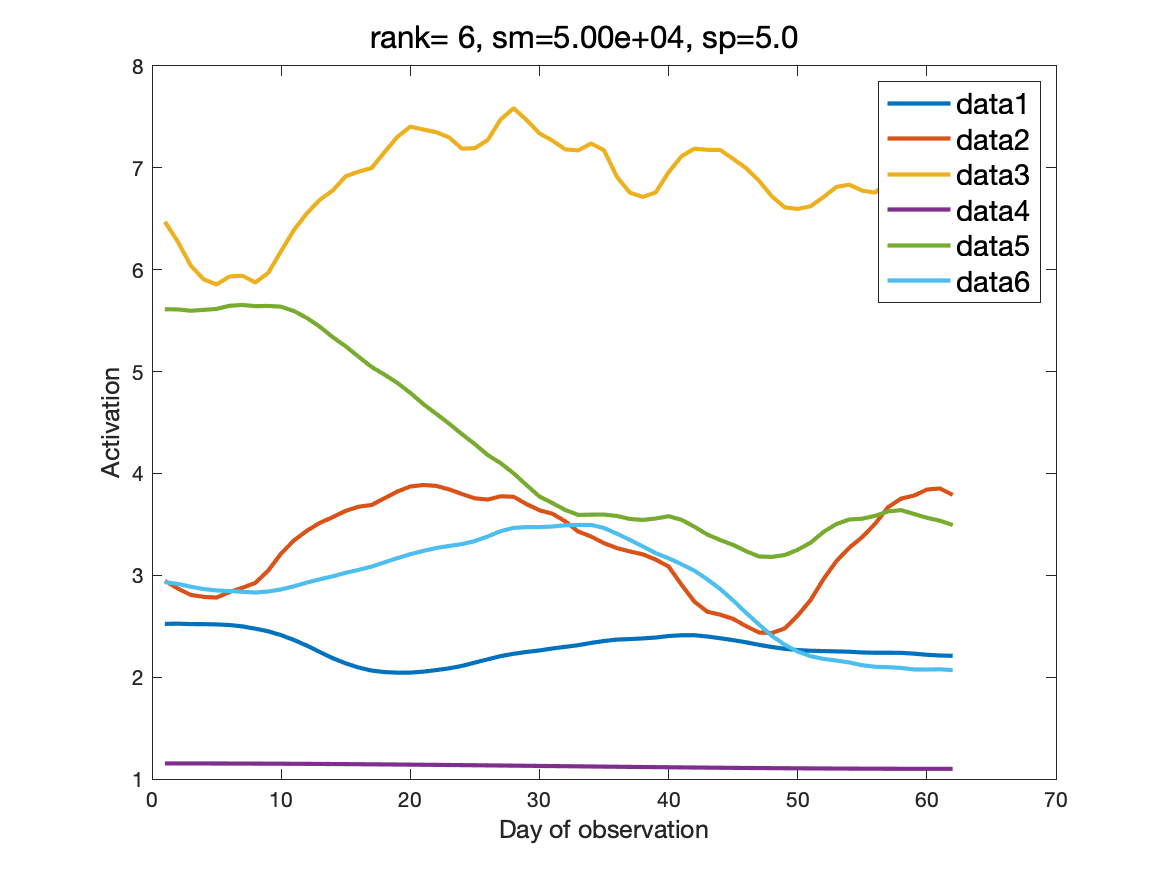 rank= 6, sm=5.00e+04, sp=5.0
8
7
6
5
4
3
2
1
Activation
data1
data2
data3
data4
data5
data6
0 10 20 30 40 50 60 70
Day of observation